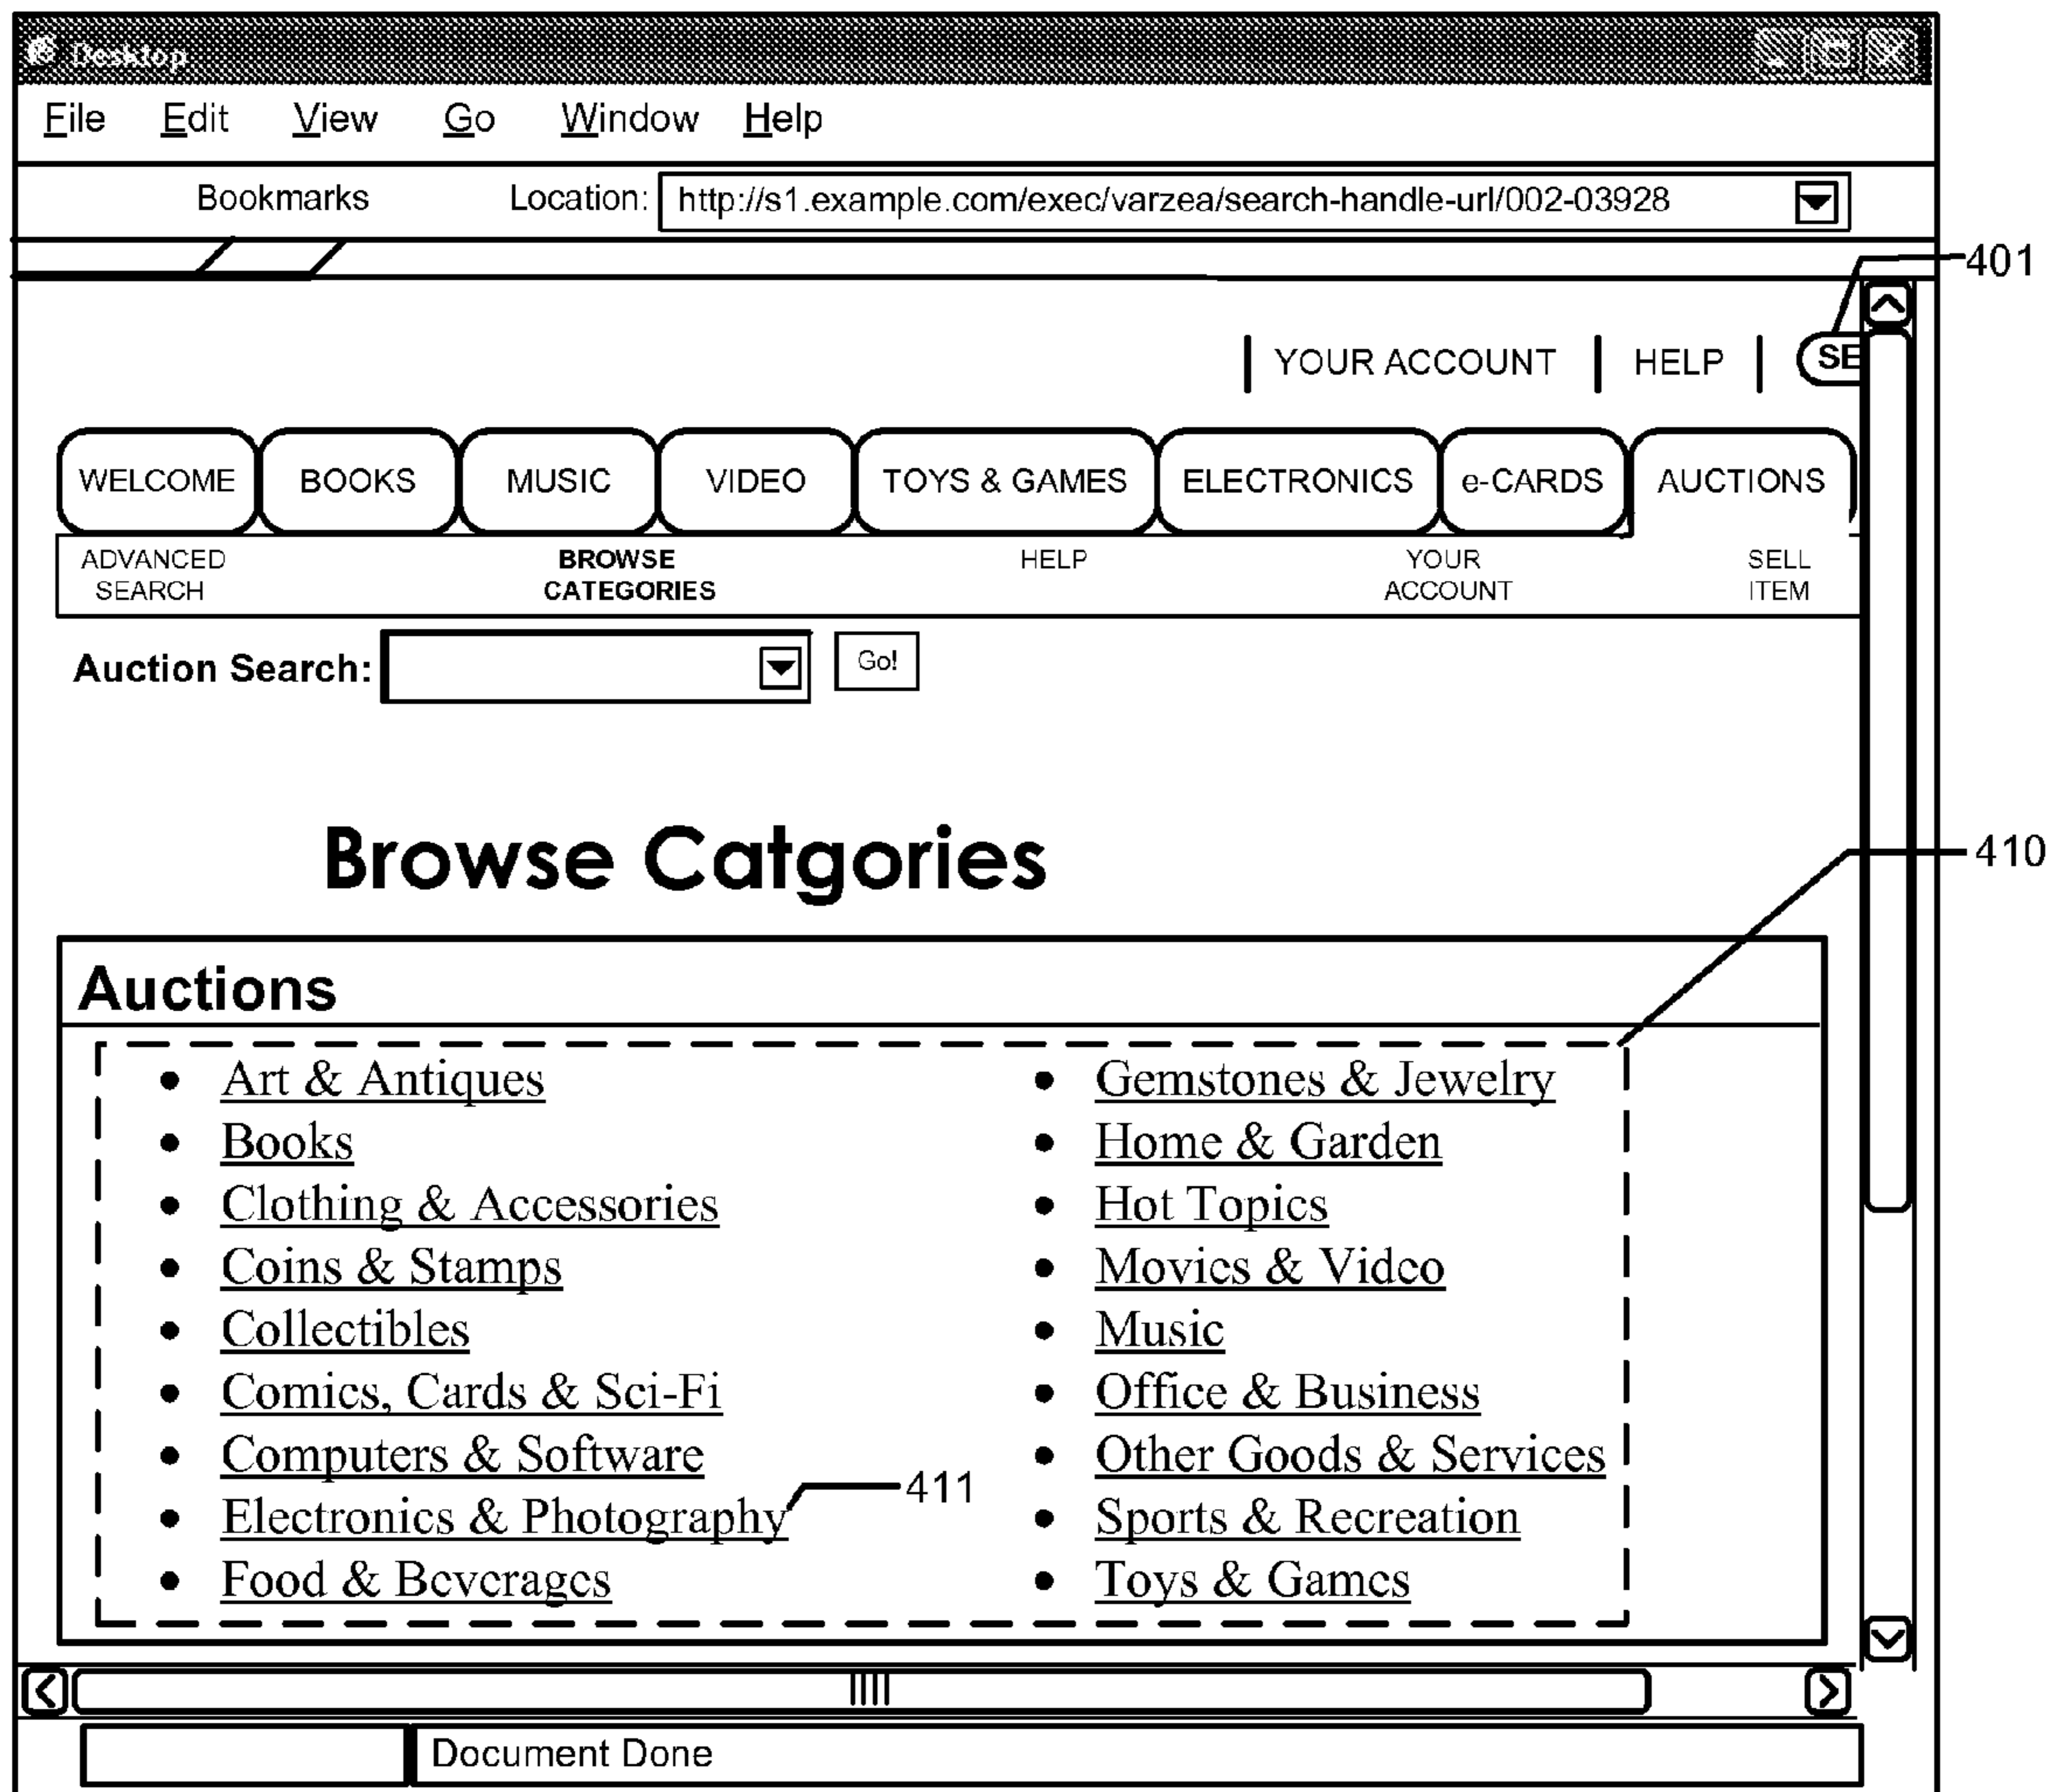 Desktop
File Edit View Go Window Help
Bookmarks Location: http://s1.example.com/exec/varzea/search-handle-url/002-03928
401
YOUR ACCOUNT HELP SE
WELCOME BOOKS MUSIC VIDEO TOYS & GAMES ELECTRONICS e-CARDS AUCTIONS
ADVANCED SEARCH BROWSE CATEGORIES HELP YOUR ACCOUNT SELL ITEM
Auction Search: Go!
Browse Catgories
410
Auctions
• Art & Antiques • Gemstones & Jewelry
• Books • Home & Garden
• Clothing & Accessories • Hot Topics
• Coins & Stamps • Movies & Video
• Collectibles • Music
• Comics, Cards & Sci-Fi • Office & Business
• Computers & Software • Other Goods & Services
411
• Electronics & Photography • Sports & Recreation
• Food & Beverages • Toys & Games
Document Done